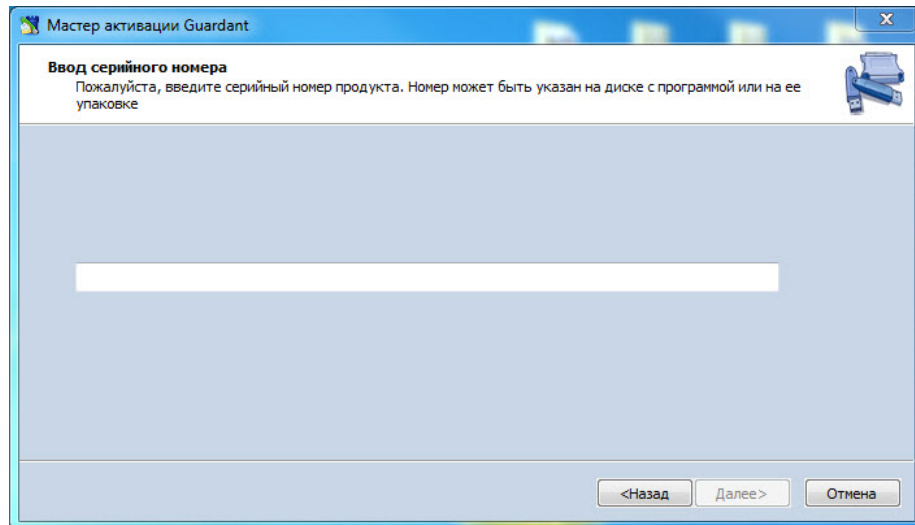 Мастер активации Guardant
Ввод серийного номера
Пожалуйста, введите серийный номер продукта. Номер может быть указан на диске с программой или на ее
упаковке
<Назад
Далее>
Отмена